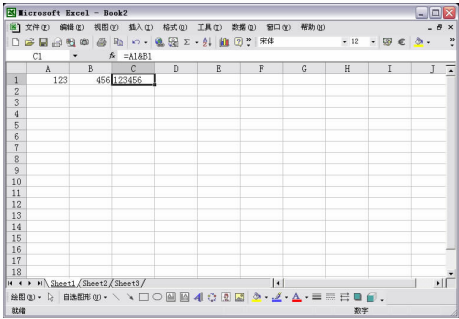 Microsoft Excel - Book2
文件(F) 编辑(E) 视图(V) 插入(I) 格式(O) 工具(T) 数据(D) 窗口(W) 帮助(H)
宋体 12
C1 fx =A1&B1
A B C D E F G H I J
1 123 456 123456
2
3
4
5
6
7
8
9
10
11
12
13
14
15
16
17
18
Sheet1 Sheet2 Sheet3
绘图(R) 自选图形(U)
就绪 数字